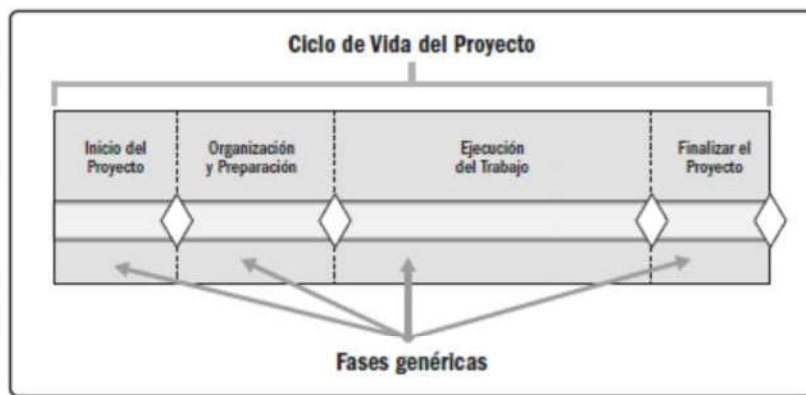 Ciclo de Vida del Proyecto
Inicio del
Proyecto
Organización
y Preparación
Ejecución
del Trabajo
Finalizar el
Proyecto
Fases genéricas